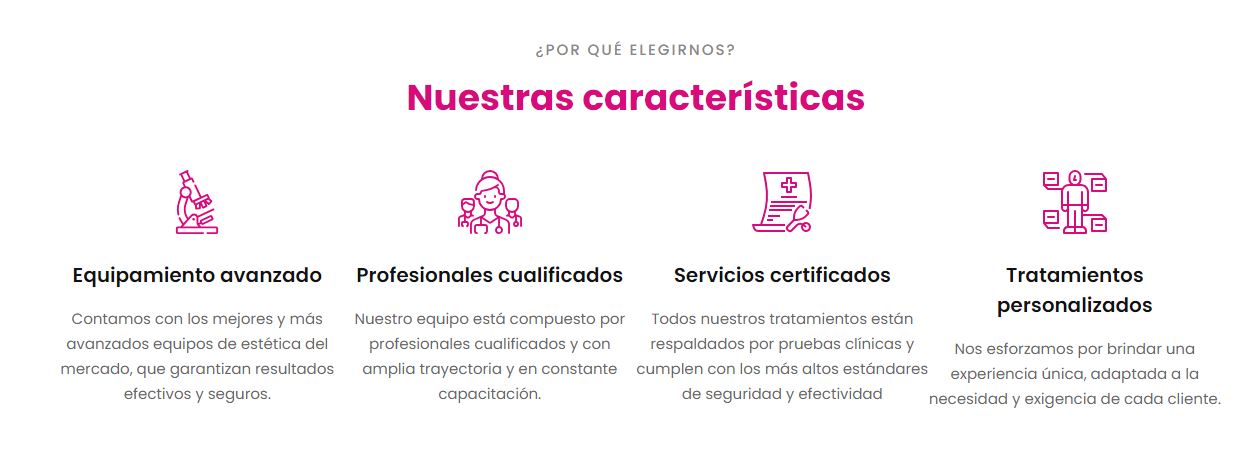 ¿POR QUÉ ELEGIRNOS?
Nuestras características
Equipamiento avanzado
Contamos con los mejores y más
avanzados equipos de estética del
mercado, que garantizan resultados
efectivos y seguros.
Profesionales cualificados
Nuestro equipo está compuesto por
profesionales cualificados y con
amplia trayectoria y en constante
capacitación.
Servicios certificados
Todos nuestros tratamientos están
respaldados por pruebas clínicas y
cumplen con los más altos estándares
de seguridad y efectividad
Tratamientos
personalizados
Nos esforzamos por brindar una
experiencia única, adaptada a la
necesidad y exigencia de cada cliente.